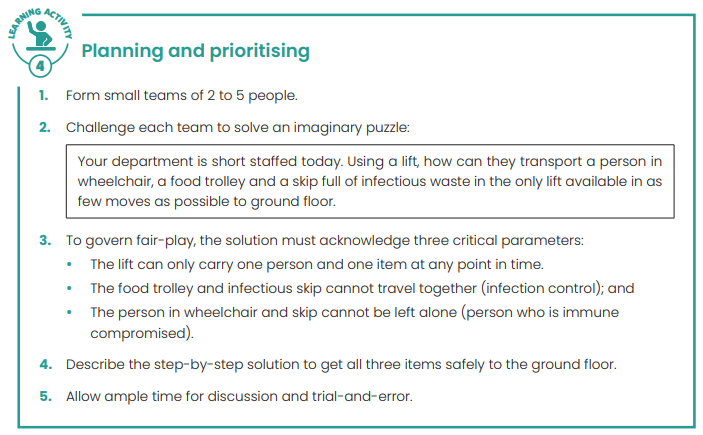 LEARNING ACTIVITY
4
Planning and prioritising
1. Form small teams of 2 to 5 people.
2. Challenge each team to solve an imaginary puzzle:
Your department is short staffed today. Using a lift, how can they transport a person in
wheelchair, a food trolley and a skip full of infectious waste in the only lift available in as
few moves as possible to ground floor.
3. To govern fair-play, the solution must acknowledge three critical parameters:
• The lift can only carry one person and one item at any point in time.
• The food trolley and infectious skip cannot travel together (infection control); and
• The person in wheelchair and skip cannot be left alone (person who is immune
compromised).
4. Describe the step-by-step solution to get all three items safely to the ground floor.
5. Allow ample time for discussion and trial-and-error.